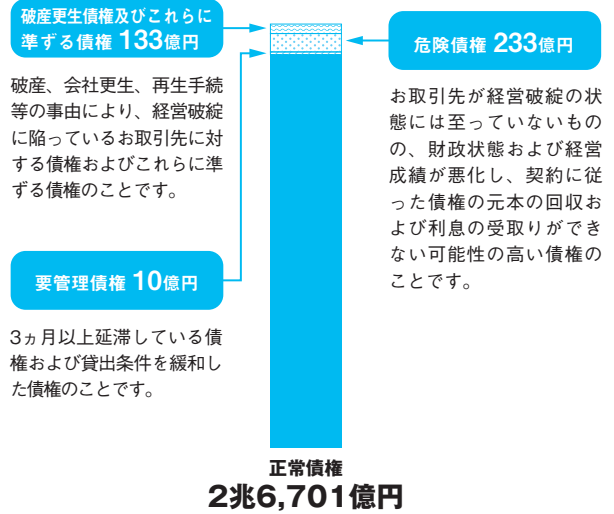 破産更生債権及びこれらに
準ずる債権 133億円
破産、会社更生、再生手続
等の事由により、経営破綻
に陥っているお取引先に対
する債権およびこれらに準
ずる債権のことです。
要管理債権 10億円
3ヵ月以上延滞している債
権および貸出条件を緩和し
た債権のことです。
危険債権 233億円
お取引先が経営破綻の状
態には至っていないもの
の、財政状態および経営
成績が悪化し、契約に従
った債権の元本の回収お
よび利息の受取りができ
ない可能性の高い債権の
ことです。
正常債権
2兆6,701億円